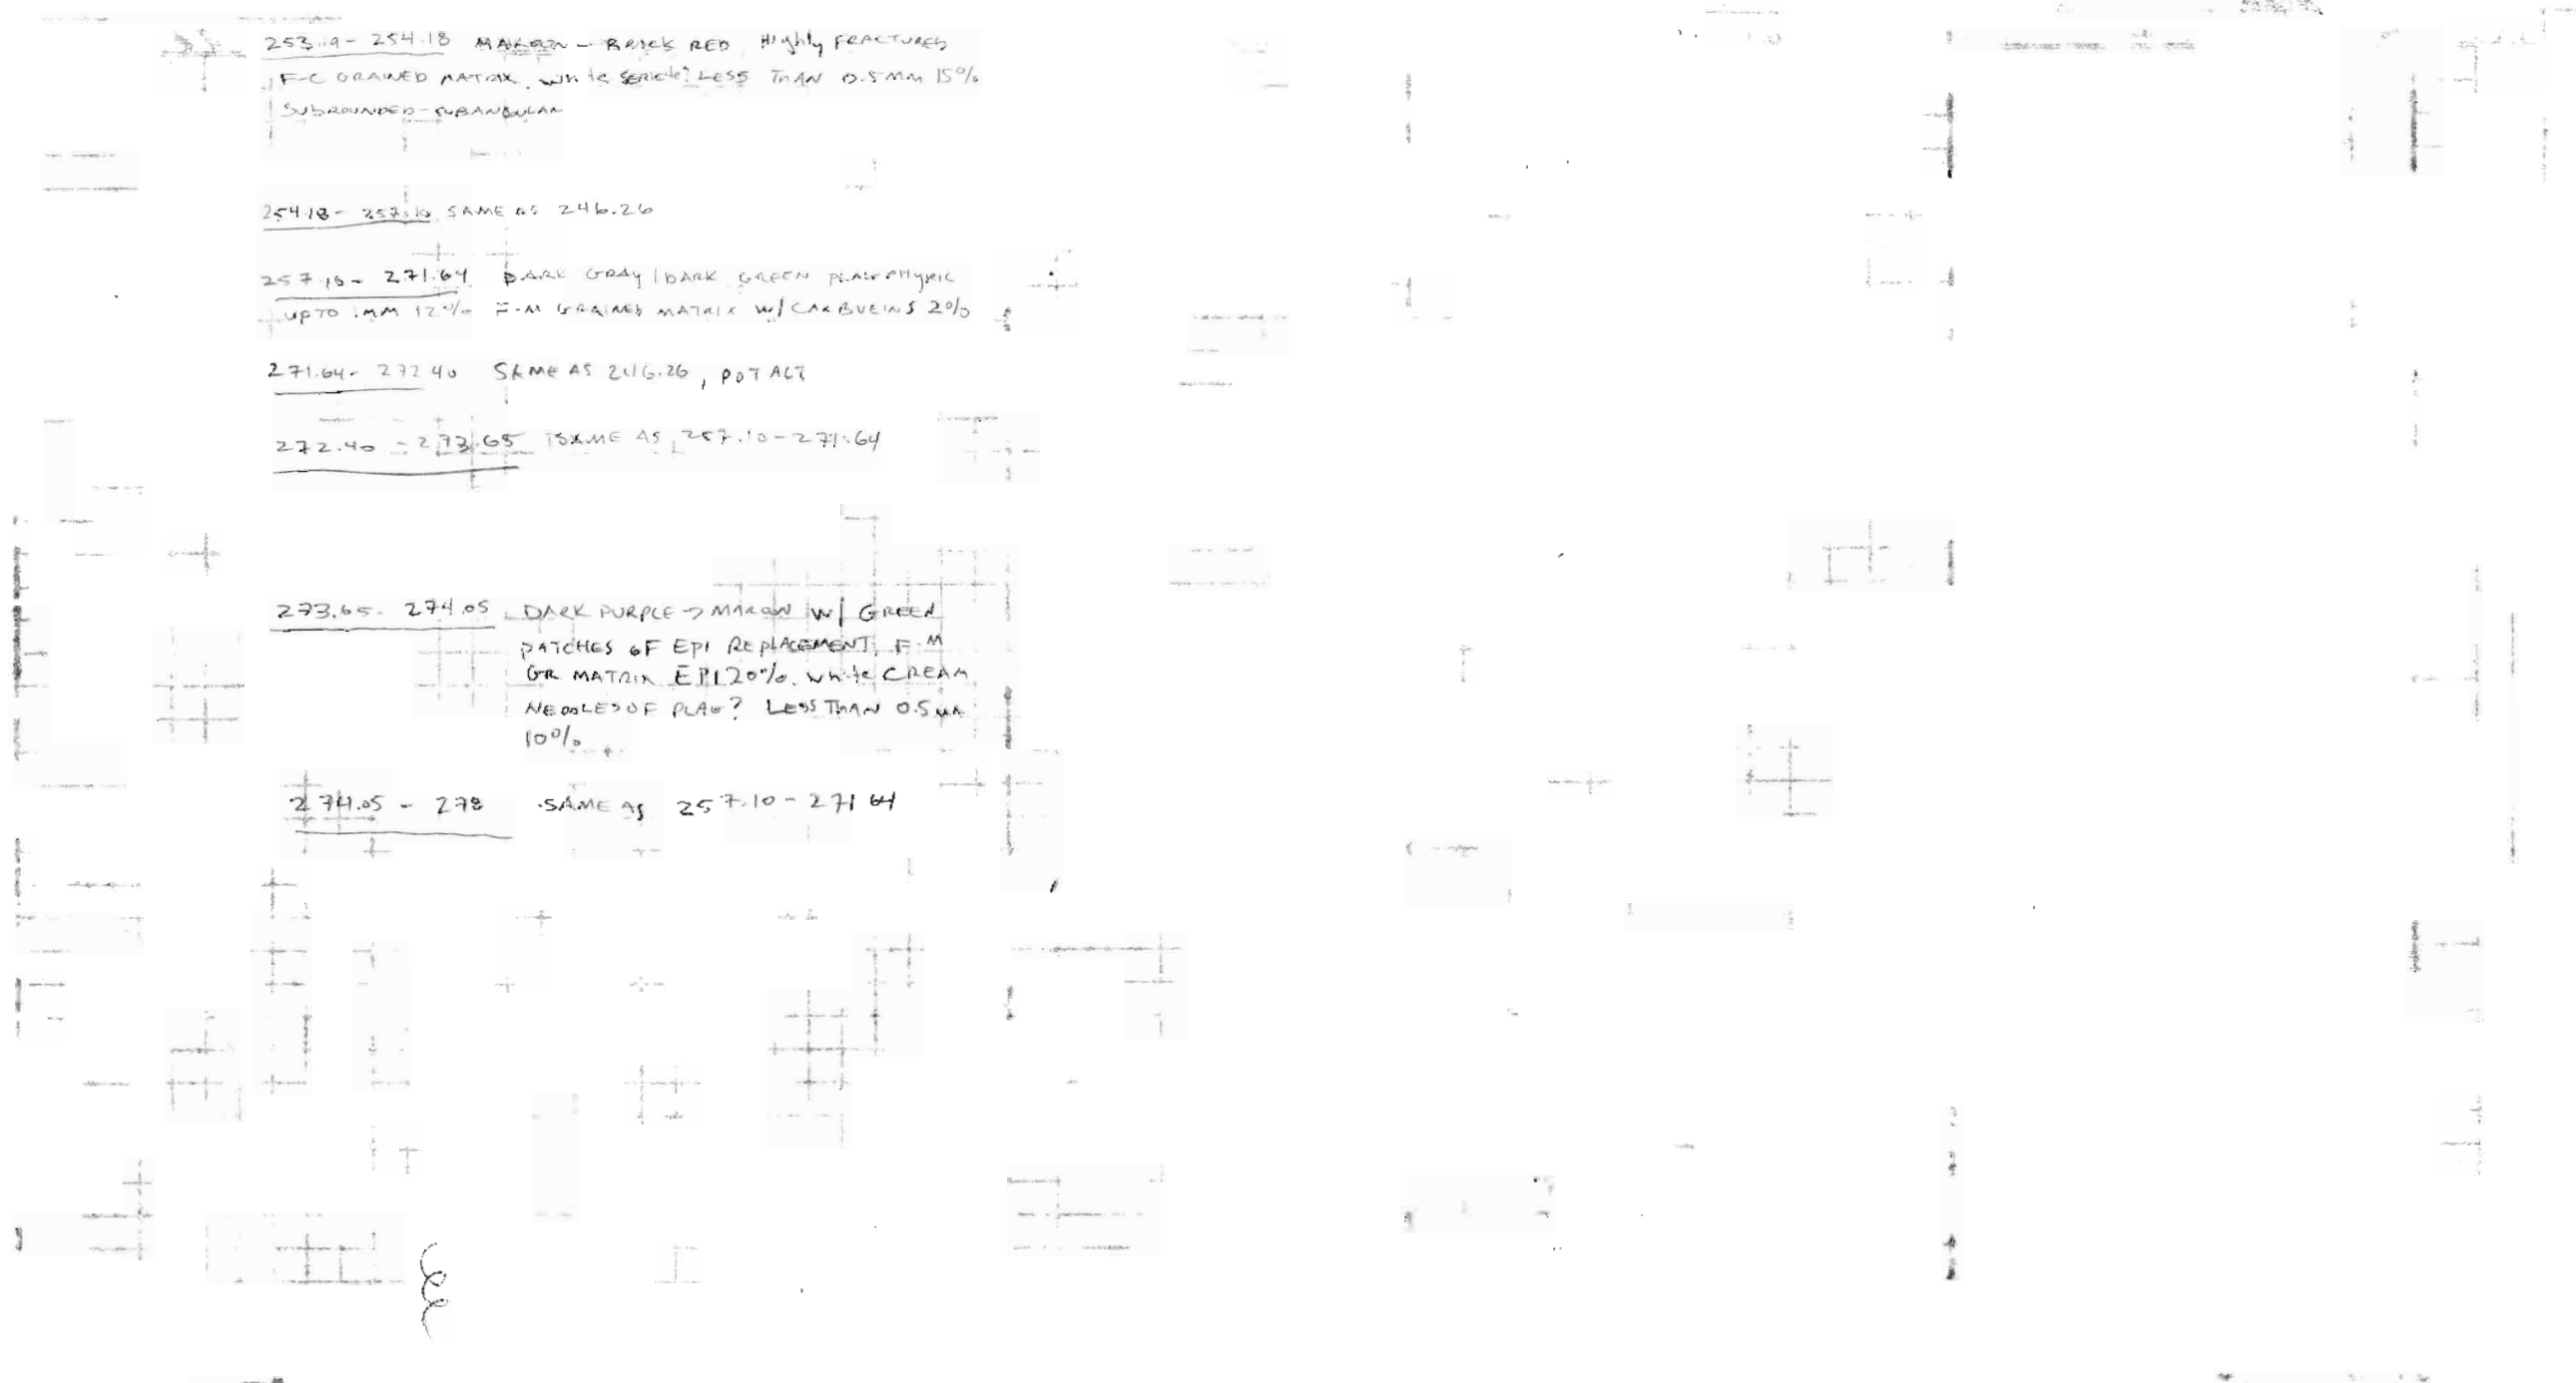 253.19 - 254.18 MAROON - BRICK RED, Highly FRACTURED
F-C GRAINED MATRIX. white SERICITE? LESS THAN 0.5MM 15%
SUBROUNDED - SUBANGULAR
254.18 - 257.10 SAME AS 246.26
257.10 - 271.64 DARK GRAY / DARK GREEN PLAGPHYRIC
UP TO 1MM 12% F-M GRAINED MATRIX W/ CARB VEINS 2%
271.64 - 272.40 SAME AS 246.26, POT ALT
272.40 - 273.65 SAME AS 257.10 - 271.64
273.65 - 274.05 DARK PURPLE -> MAROON W/ GREEN
PATCHES OF EPI REPLACEMENT, F-M
GR MATRIX EPI 20%. White CREAM
NEEDLES OF PLAG? LESS THAN 0.5MM
10%
274.05 - 278 SAME AS 257.10 - 271.64